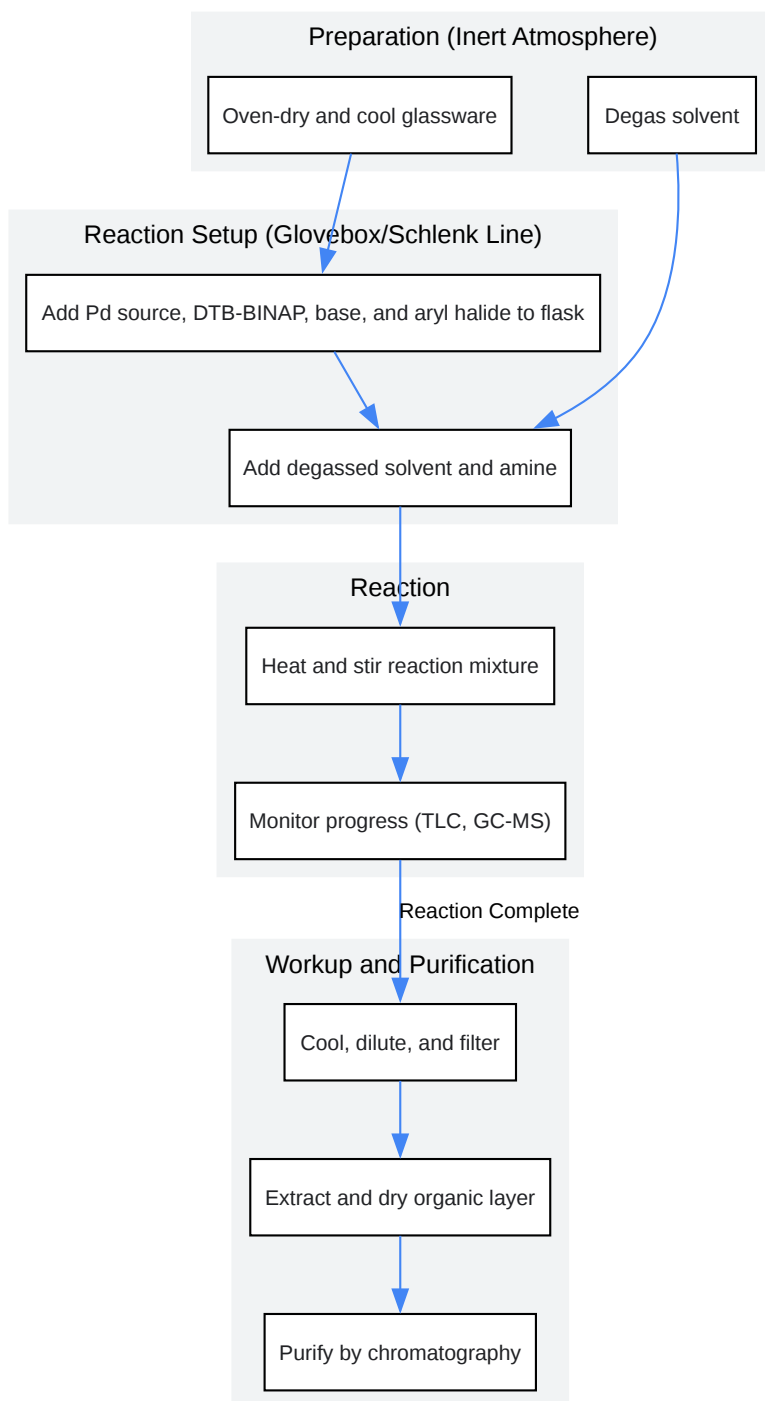 Preparation (Inert Atmosphere)
Oven-dry and cool glassware
Degas solvent
Reaction Setup (Glovebox/Schlenk Line)
Add Pd source, DTB-BINAP, base, and aryl halide to flask
Add degassed solvent and amine
Reaction
Heat and stir reaction mixture
Monitor progress (TLC, GC-MS)
Reaction Complete
Workup and Purification
Cool, dilute, and filter
Extract and dry organic layer
Purify by chromatography